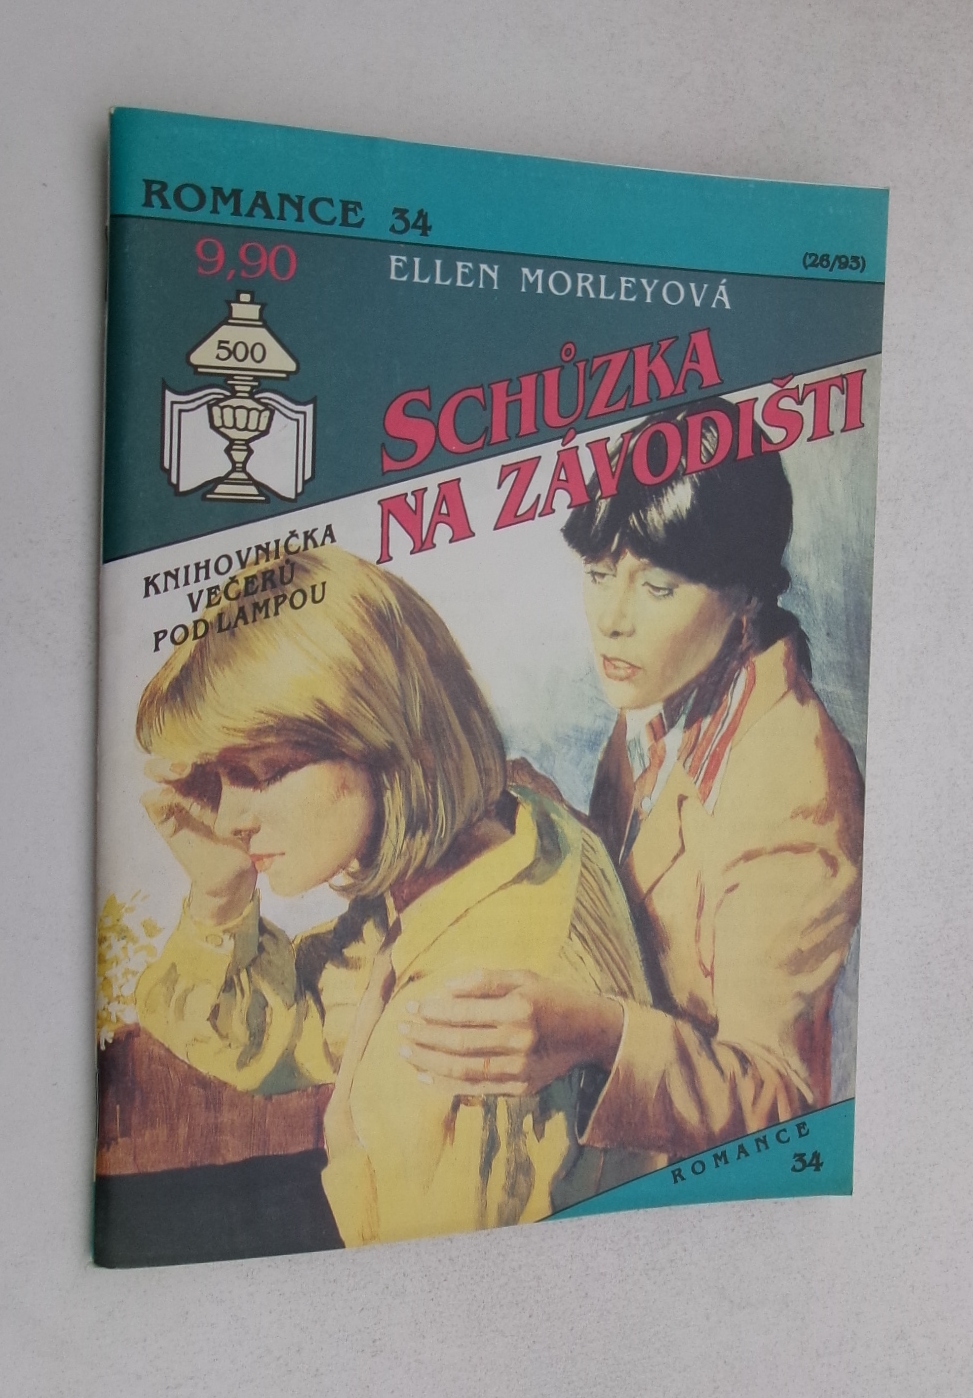 ROMANCE 34
(26/93)
9,90
ELLEN MORLEYOVÁ
500
SCHŮZKA
NA ZÁVODIŠTI
KNIHOVNIČKA
VEČERŮ
POD LAMPOU
ROMANCE
34